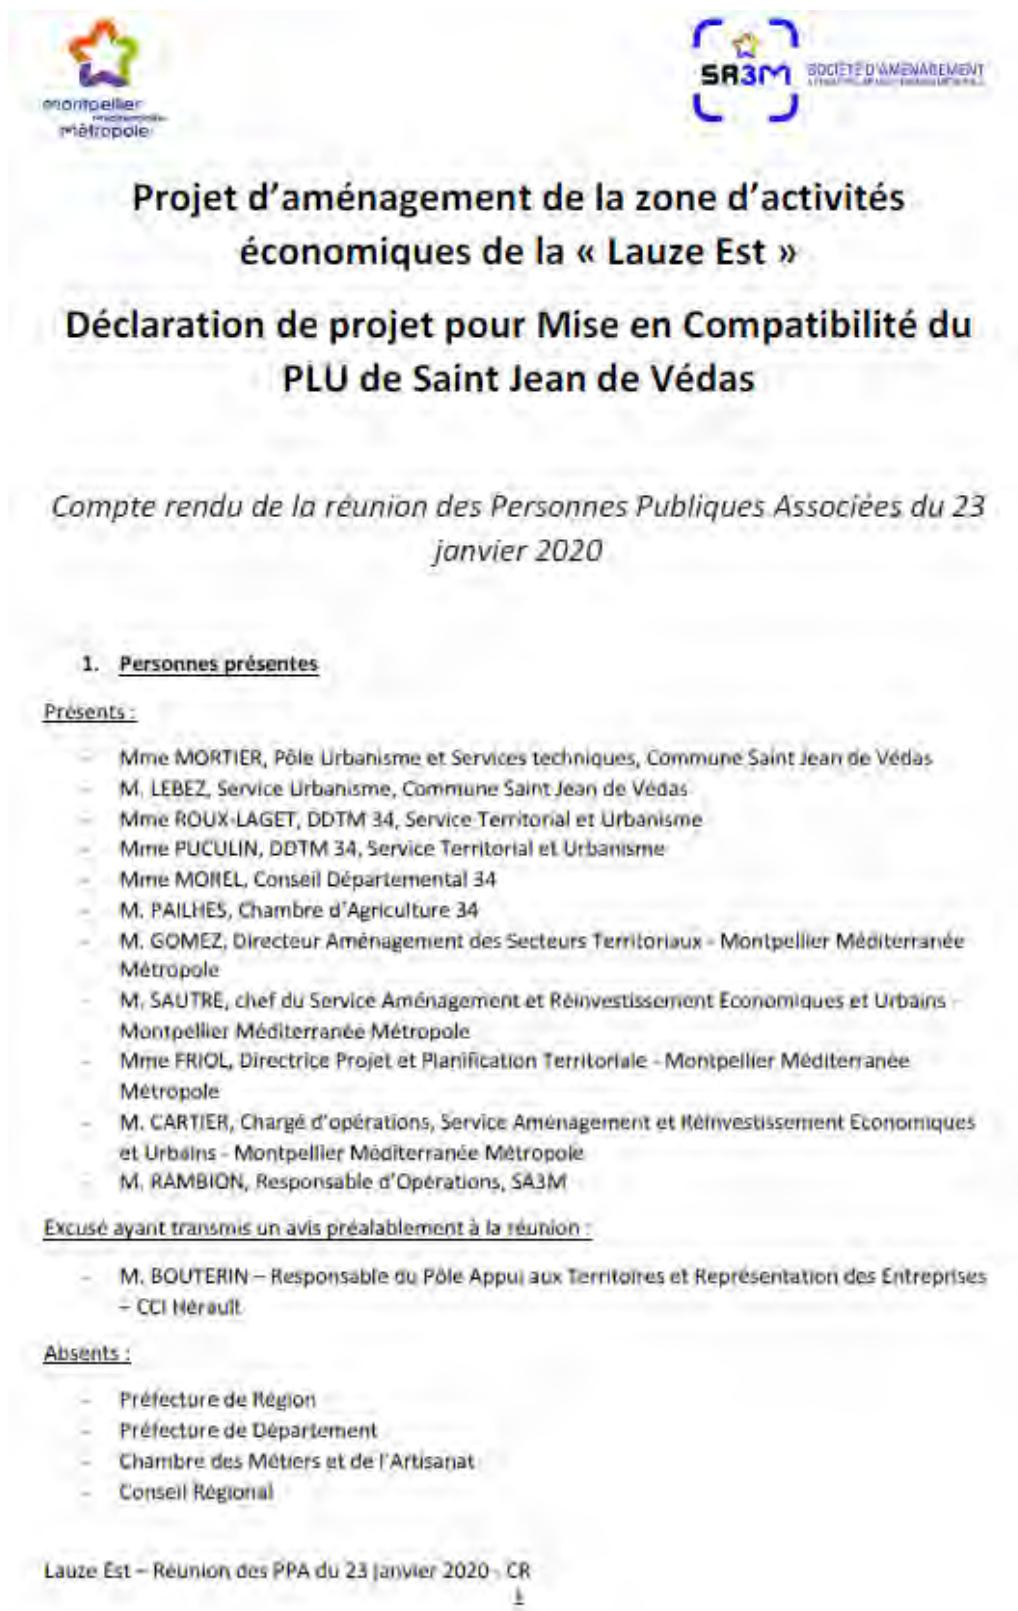 montpellier
métropole
SA3M SOCIÉTÉ D'AMÉNAGEMENT
Projet d'aménagement de la zone d'activités
économiques de la « Lauze Est »
Déclaration de projet pour Mise en Compatibilité du
PLU de Saint Jean de Védas
Compte rendu de la réunion des Personnes Publiques Associées du 23
janvier 2020
1. Personnes présentes
Présents :
- Mme MORTIER, Pôle Urbanisme et Services techniques, Commune Saint Jean de Védas
- M. LEBEZ, Service Urbanisme, Commune Saint Jean de Védas
- Mme ROUX-LAGET, DDTM 34, Service Territorial et Urbanisme
- Mme PUCULIN, DDTM 34, Service Territorial et Urbanisme
- Mme MOREL, Conseil Départemental 34
- M. PAILHES, Chambre d'Agriculture 34
- M. GOMEZ, Directeur Aménagement des Secteurs Territoriaux - Montpellier Méditerranée
Métropole
- M. SAUTRE, chef du Service Aménagement et Réinvestissement Economiques et Urbains -
Montpellier Méditerranée Métropole
- Mme FRIOL, Directrice Projet et Planification Territoriale - Montpellier Méditerranée
Métropole
- M. CARTIER, Chargé d'opérations, Service Aménagement et Réinvestissement Economiques
et Urbains - Montpellier Méditerranée Métropole
- M. RAMBION, Responsable d'Opérations, SA3M
Excusé ayant transmis un avis préalablement à la réunion :
- M. BOUTERIN – Responsable du Pôle Appui aux Territoires et Représentation des Entreprises
– CCI Hérault
Absents :
- Préfecture de Région
- Préfecture de Département
- Chambre des Métiers et de l'Artisanat
- Conseil Régional
Lauze Est – Réunion des PPA du 23 janvier 2020 - CR
1